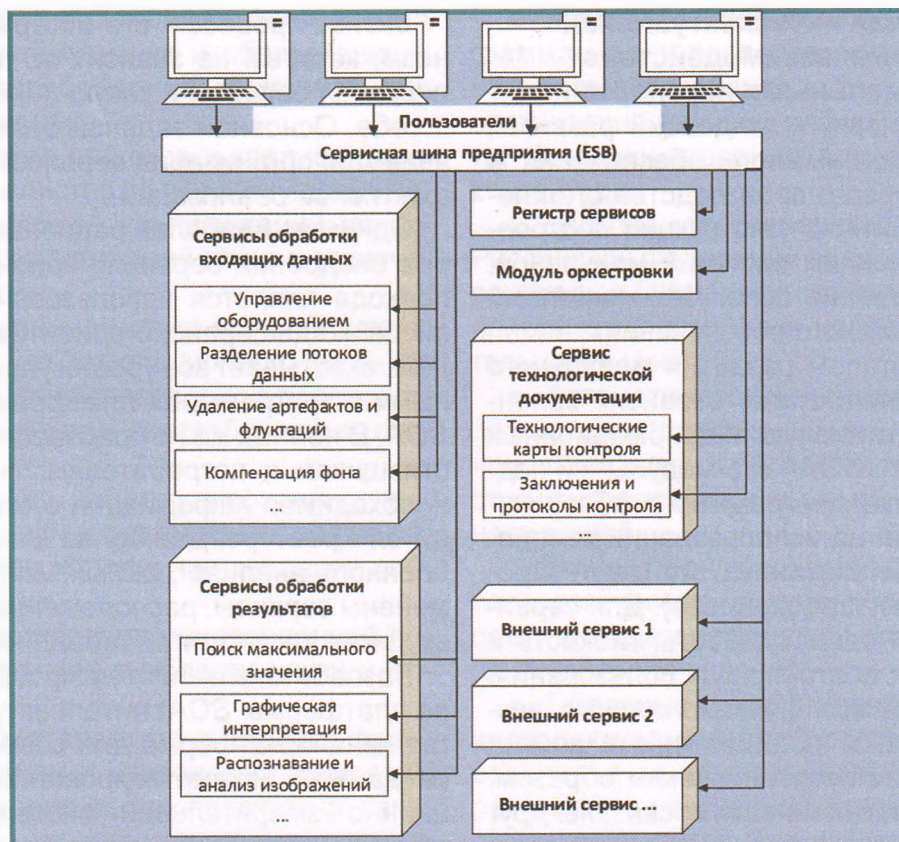 Пользователи
Сервисная шина предприятия (ESB)
Сервисы обработки
входящих данных
Управление
оборудованием
Разделение потоков
данных
Удаление артефактов и
флуктаций
Компенсация фона
...
Регистр сервисов
Модуль оркестровки
Сервис
технологической
документации
Технологические
карты контроля
Заключения и
протоколы контроля
...
Сервисы обработки
результов
Поиск максимального
значения
Графическая
интерпретация
Распознавание и
анализ изображений
...
Внешний сервис 1
Внешний сервис 2
Внешний сервис ...